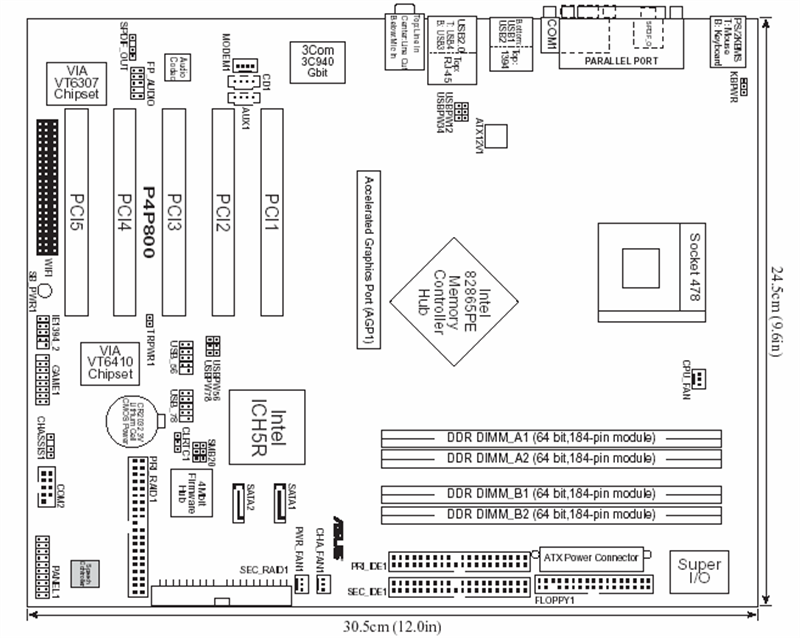 SPDIF_OUT
FP_AUDIO
Audio
Codec
MODEM1
CD1
AUX1
3Com
3C940
Gbit
Top:Line In
Center:Line Out
Below:Mic In
USB2.0
T: USB4
B: USB3
Top:
RJ-45
Bottom:
USB1
USB2
Top:
1394
COM1
SPDIF_O
PARALLEL PORT
PS/2KBMS
T: Mouse
B: Keyboard
KBPWR
USBPW12
USBPW34
ATX12V1
VIA
VT6307
Chipset
PCI5
PCI4
P4P800
PCI3
PCI2
PCI1
Accelerated Graphics Port (AGP1)
Intel
82865PE
Memory
Controller
Hub
Socket 478
24.5cm (9.6in)
WIFI
SB_PWR1
IE1394_2
GAME1
TRPWR1
VIA
VT6410
Chipset
USB_56
USBPW56
USBPW78
USB_78
CR2032 3V
Lithium Cell
CMOS Power
CLRTC1
SMB20
Intel
ICH5R
CPU_FAN
CHASSIS1
COM2
PANEL1
Speech
Controller
PRI_RAID1
4Mbit
Firmware
Hub
SATA2
SATA1
DDR DIMM_A1 (64 bit,184-pin module)
DDR DIMM_A2 (64 bit,184-pin module)
DDR DIMM_B1 (64 bit,184-pin module)
DDR DIMM_B2 (64 bit,184-pin module)
SEC_RAID1
PWR_FAN1
CHA_FAN1
ASUS
PRI_IDE1
SEC_IDE1
ATX Power Connector
FLOPPY1
Super
I/O
30.5cm (12.0in)